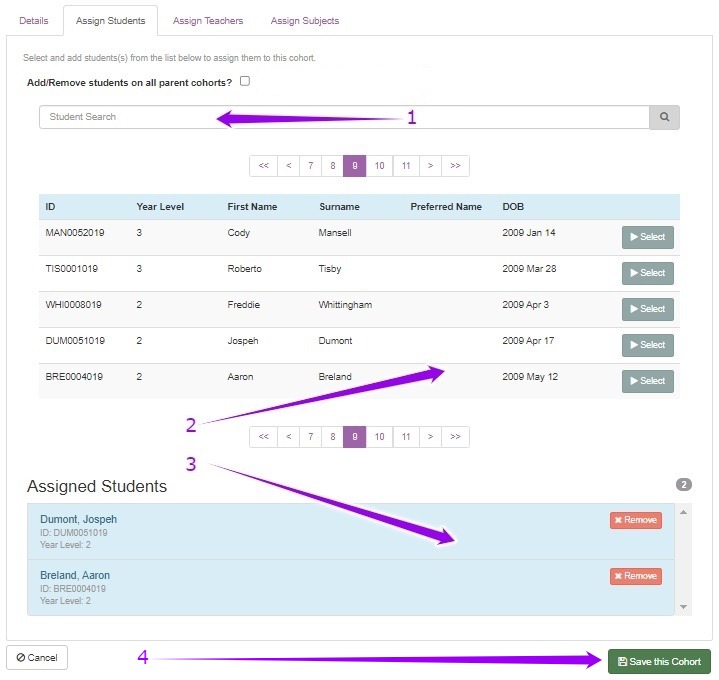 Details Assign Students Assign Teachers Assign Subjects
Select and add students(s) from the list below to assign them to this cohort.
Add/Remove students on all parent cohorts?
Student Search 1
<< < 7 8 9 10 11 > >>
ID Year Level First Name Surname Preferred Name DOB
MAN0052019 3 Cody Mansell 2009 Jan 14 Select
TIS0001019 3 Roberto Tisby 2009 Mar 28 Select
WHI0008019 2 Freddie Whittingham 2009 Apr 3 Select
DUM0051019 2 Jospeh Dumont 2009 Apr 17 Select
BRE0004019 2 Aaron Breland 2009 May 12 Select
2
<< < 7 8 9 10 11 > >>
3
Assigned Students 2
Dumont, Jospeh Remove
ID: DUM0051019
Year Level: 2
Breland, Aaron Remove
ID: BRE0004019
Year Level: 2
Cancel 4 Save this Cohort